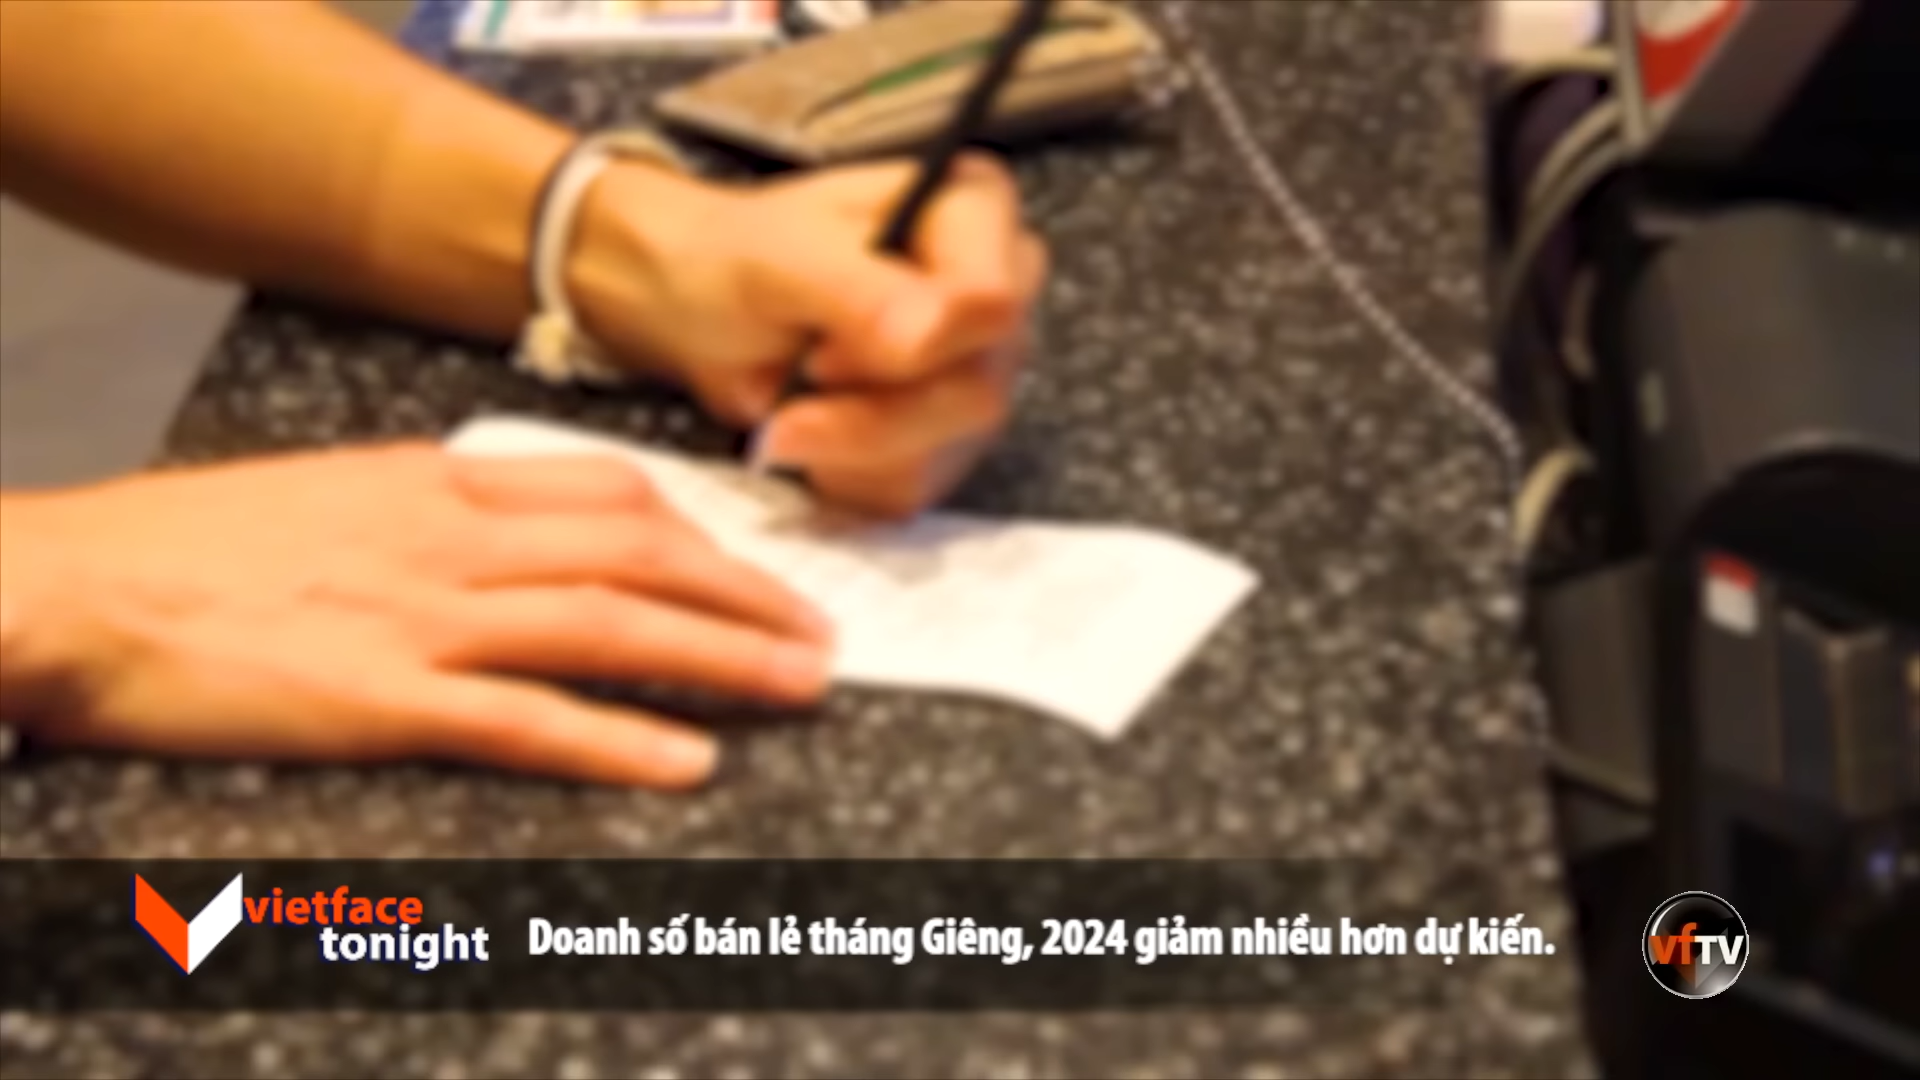 vietface
tonight
Doanh số bán lẻ tháng Giêng, 2024 giảm nhiều hơn dự kiến.
vfTV